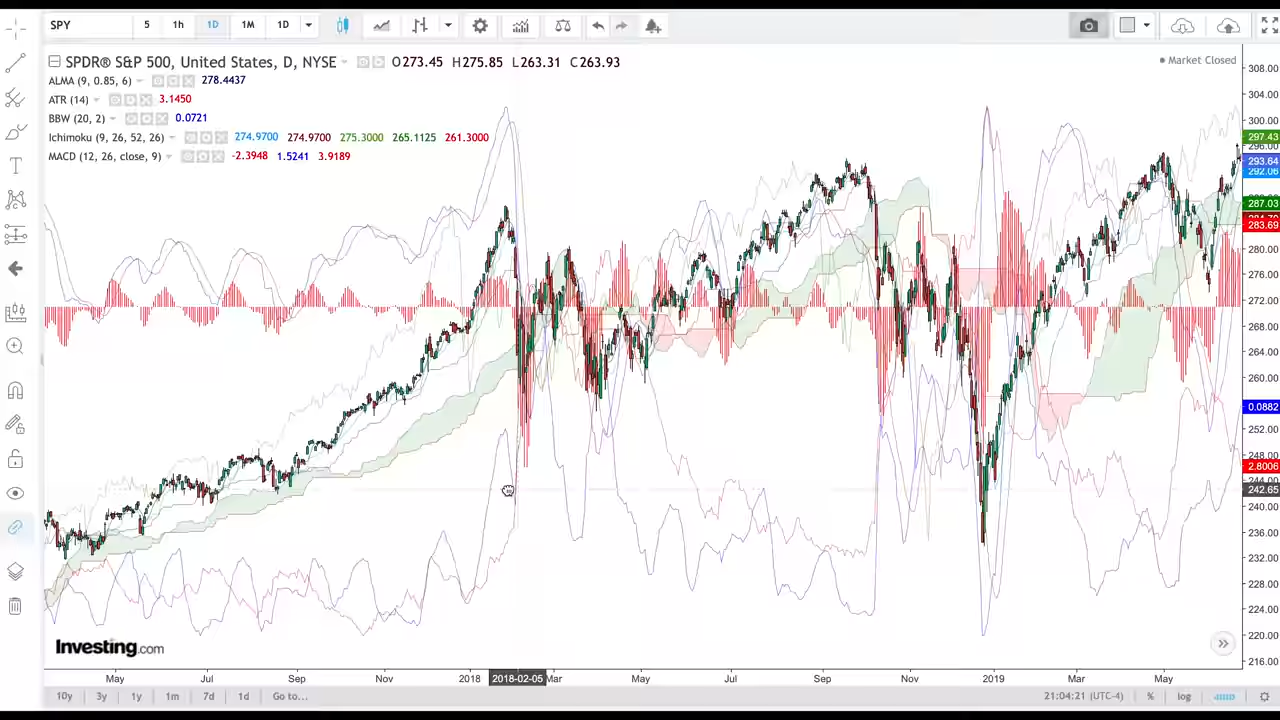 SPY 5 1h 1D 1M 1D
SPDR® S&P 500, United States, D, NYSE O273.45 H275.85 L263.31 C263.93
Market Closed
ALMA (9, 0.85, 6) 278.4437
ATR (14) 3.1450
BBW (20, 2) 0.0721
Ichimoku (9, 26, 52, 26) 274.9700 274.9700 275.3000 265.1125 261.3000
MACD (12, 26, close, 9) -2.3948 1.5241 3.9189
308.00
304.00
300.00
297.43
296.00
293.64
292.06
287.03
283.69
280.00
276.00
272.00
268.00
264.00
260.00
0.0882
252.00
248.00
2.8006
244.00
242.65
240.00
236.00
232.00
228.00
224.00
220.00
216.00
Investing.com
May Jul Sep Nov 2018 2018-02-05 Mar May Jul Sep Nov 2019 Mar May
10y 3y 1y 1m 7d 1d Go to... 21:04:21 (UTC-4) % log